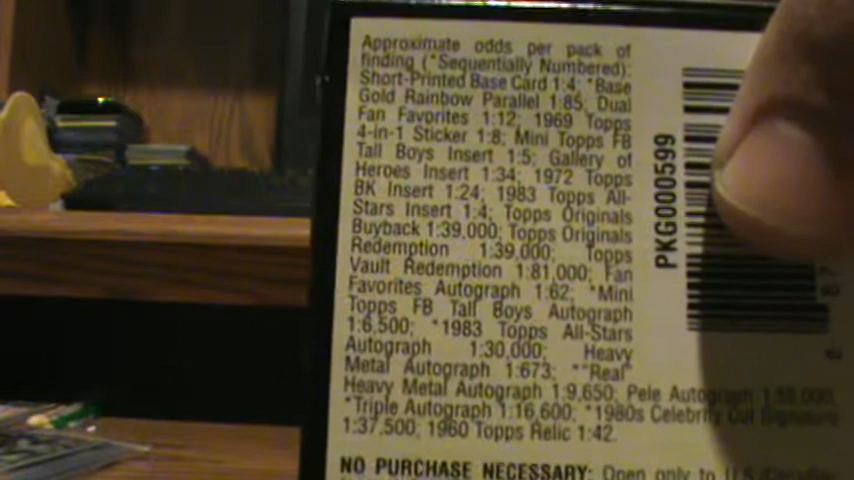 Approximate odds per pack of
finding (*Sequentially Numbered):
Short-Printed Base Card 1:4; *Base
Gold Rainbow Parallel 1:85; Dual
Fan Favorites 1:12; 1969 Topps
4-in-1 Sticker 1:8; Mini Topps FB
Tall Boys Insert 1:5; Gallery of
Heroes Insert 1:34; 1972 Topps
BK Insert 1:24; 1983 Topps All-
Stars Insert 1:4; Topps Originals
Buyback 1:39,000; Topps Originals
Redemption 1:39,000; Topps
Vault Redemption 1:81,000; Fan
Favorites Autograph 1:62; *Mini
Topps FB Tall Boys Autograph
1:6,500; *1983 Topps All-Stars
Autograph 1:30,000; Heavy
Metal Autograph 1:673; *"Real"
Heavy Metal Autograph 1:9,650; Pele Autograph
*Triple Autograph 1:16,600; *1980s Celebrity Cut Signature
1:37,500; 1960 Topps Relic 1:42.
NO PURCHASE NECESSARY: Open only to U.S./Canadian
PKG000599